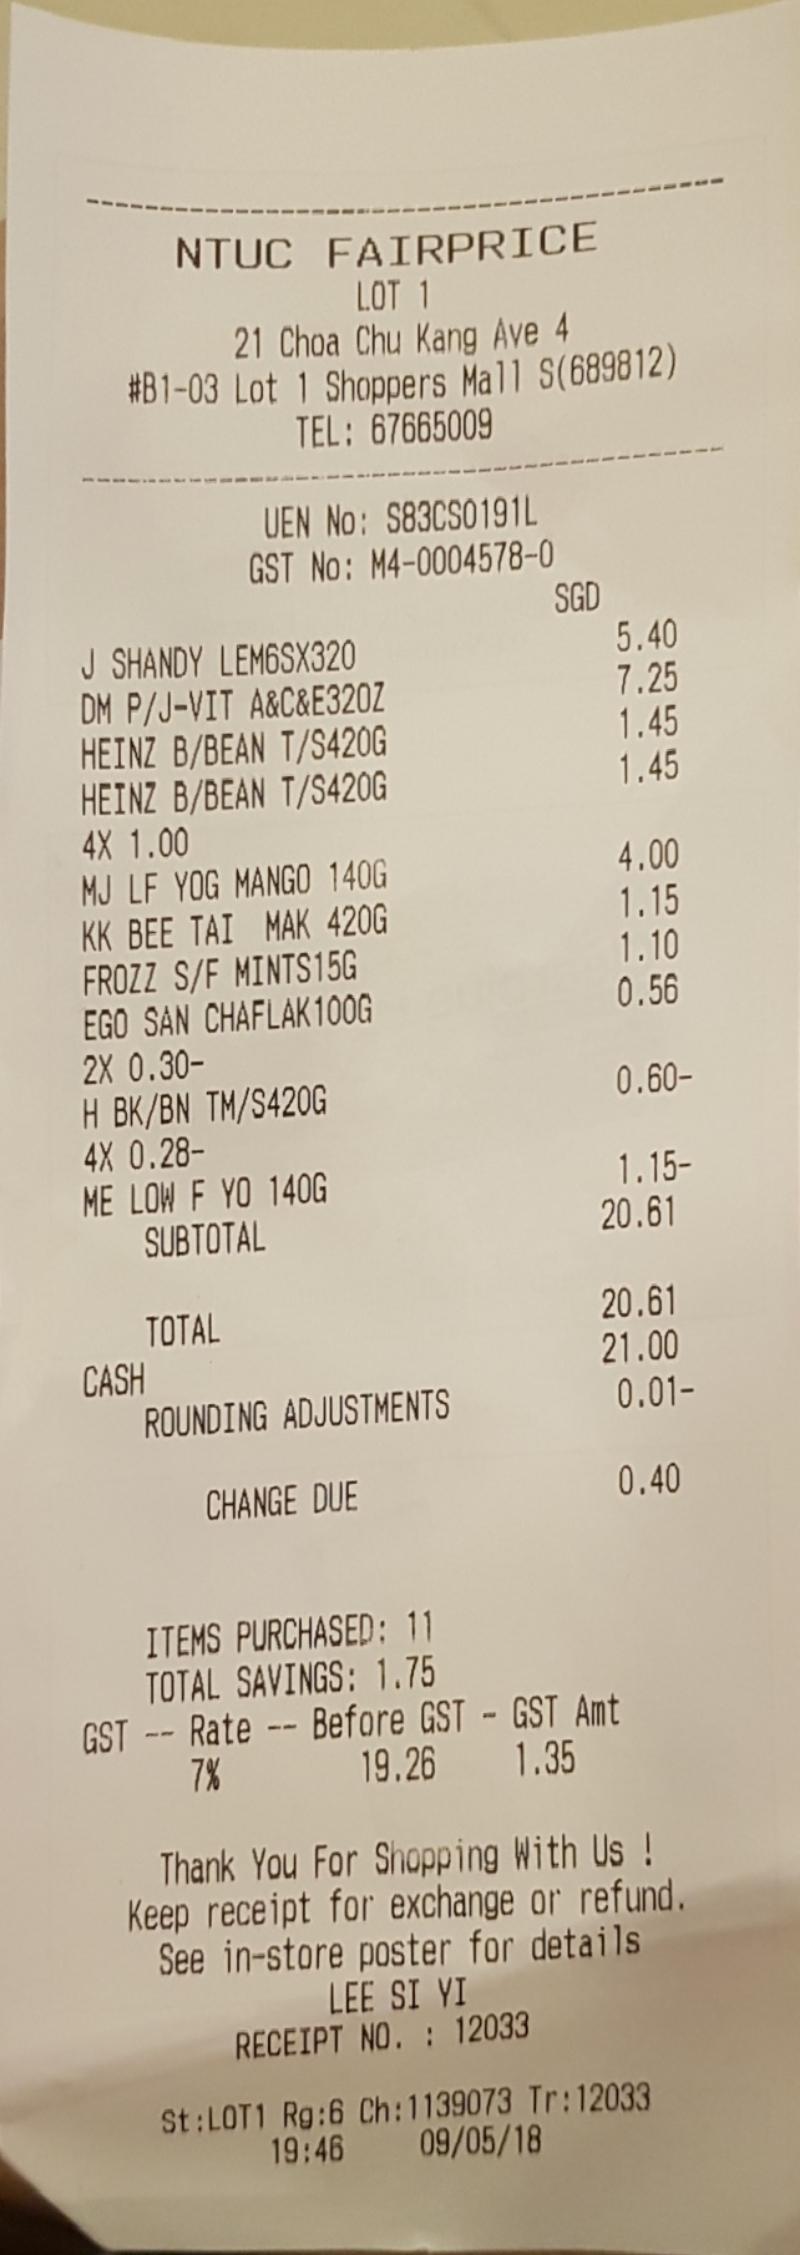 NTUC FAIRPRICE
LOT 1
21 Choa Chu Kang Ave 4
#B1-03 Lot 1 Shoppers Mall S(689812)
TEL: 67665009
UEN No: S83CS0191L
GST No: M4-0004578-0
SGD
J SHANDY LEM6SX320 5.40
DM P/J-VIT A&C&E32OZ 7.25
HEINZ B/BEAN T/S420G 1.45
HEINZ B/BEAN T/S420G 1.45
4X 1.00
MJ LF YOG MANGO 140G 4.00
KK BEE TAI MAK 420G 1.15
FROZZ S/F MINTS15G 1.10
EGO SAN CHAFLAK100G 0.56
2X 0.30-
H BK/BN TM/S420G 0.60-
4X 0.28-
ME LOW F YO 140G 1.15-
SUBTOTAL 20.61
TOTAL 20.61
CASH 21.00
ROUNDING ADJUSTMENTS 0.01-
CHANGE DUE 0.40
ITEMS PURCHASED: 11
TOTAL SAVINGS: 1.75
GST -- Rate -- Before GST - GST Amt
7% 19.26 1.35
Thank You For Shopping With Us !
Keep receipt for exchange or refund.
See in-store poster for details
LEE SI YI
RECEIPT NO. : 12033
St:LOT1 Rg:6 Ch:1139073 Tr:12033
19:46 09/05/18